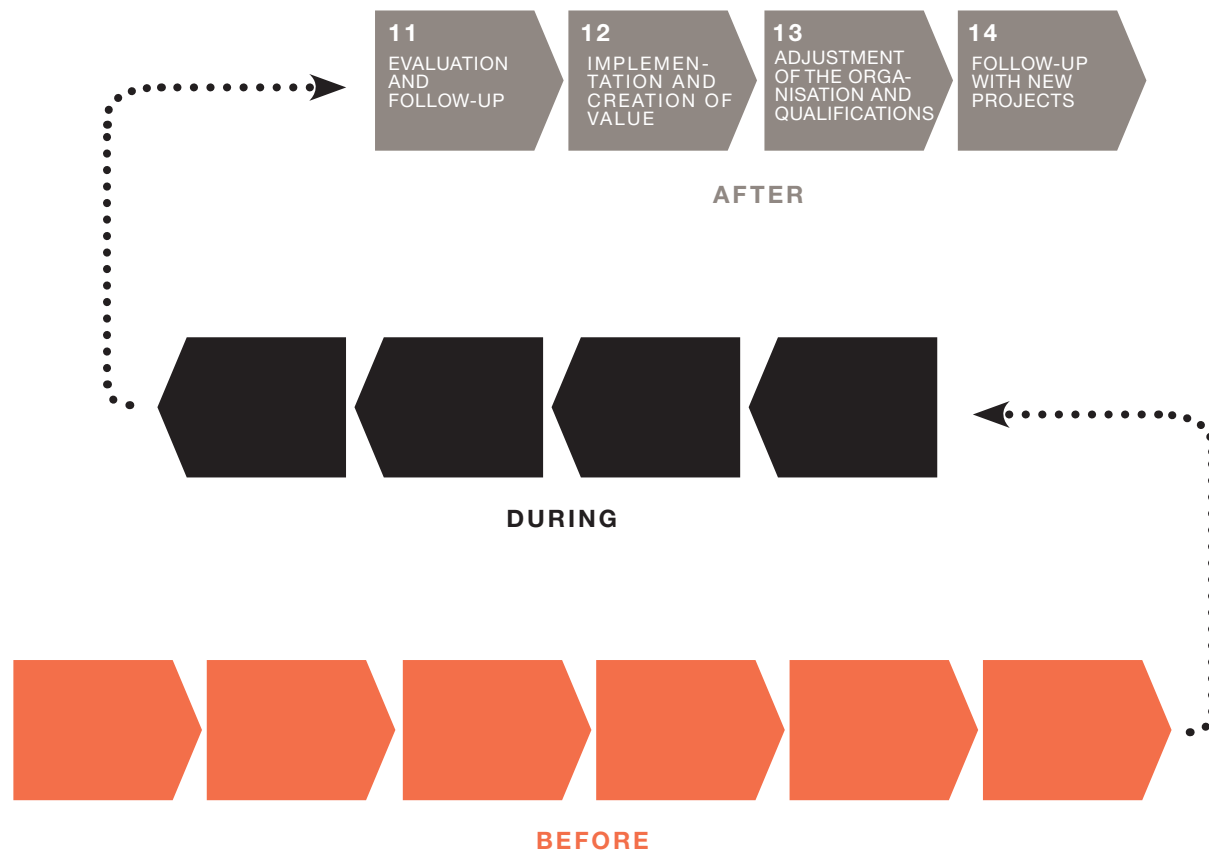 11
EVALUATION
AND
FOLLOW-UP
12
IMPLEMEN-
TATION AND
CREATION OF
VALUE
13
ADJUSTMENT
OF THE ORGA-
NISATION AND
QUALIFICATIONS
14
FOLLOW-UP
WITH NEW
PROJECTS
AFTER
DURING
BEFORE